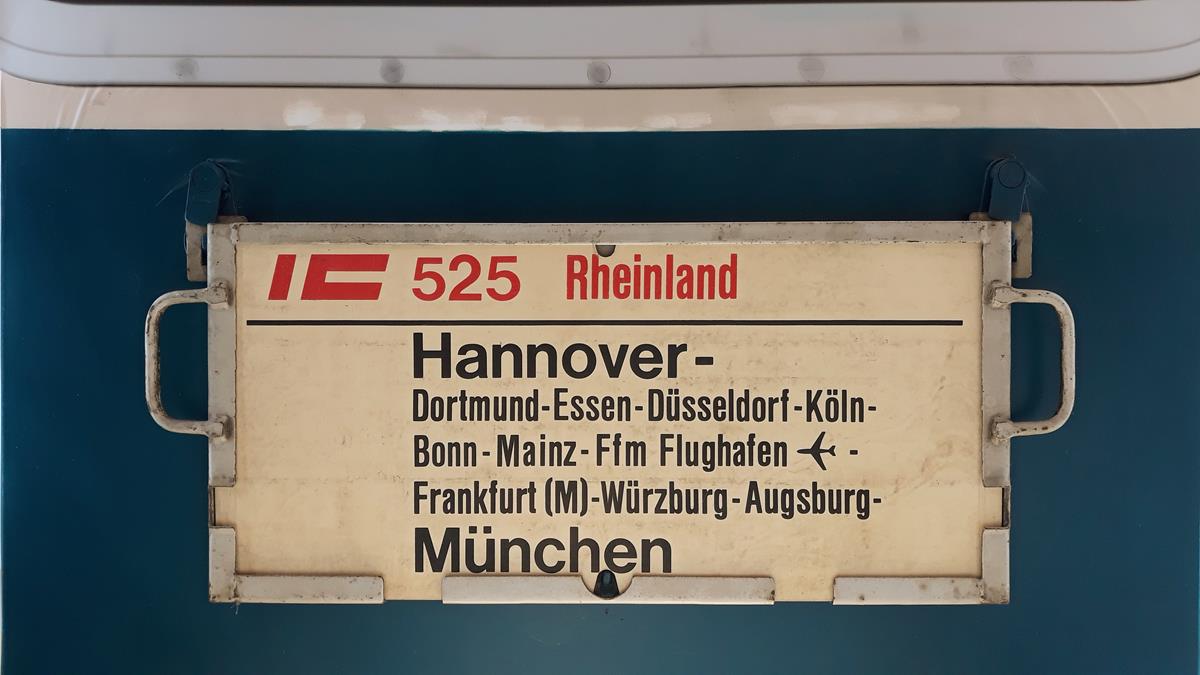 IC 525 Rheinland
Hannover-
Dortmund-Essen-Düsseldorf-Köln-
Bonn-Mainz-Ffm Flughafen ✈ -
Frankfurt (M)-Würzburg-Augsburg-
München